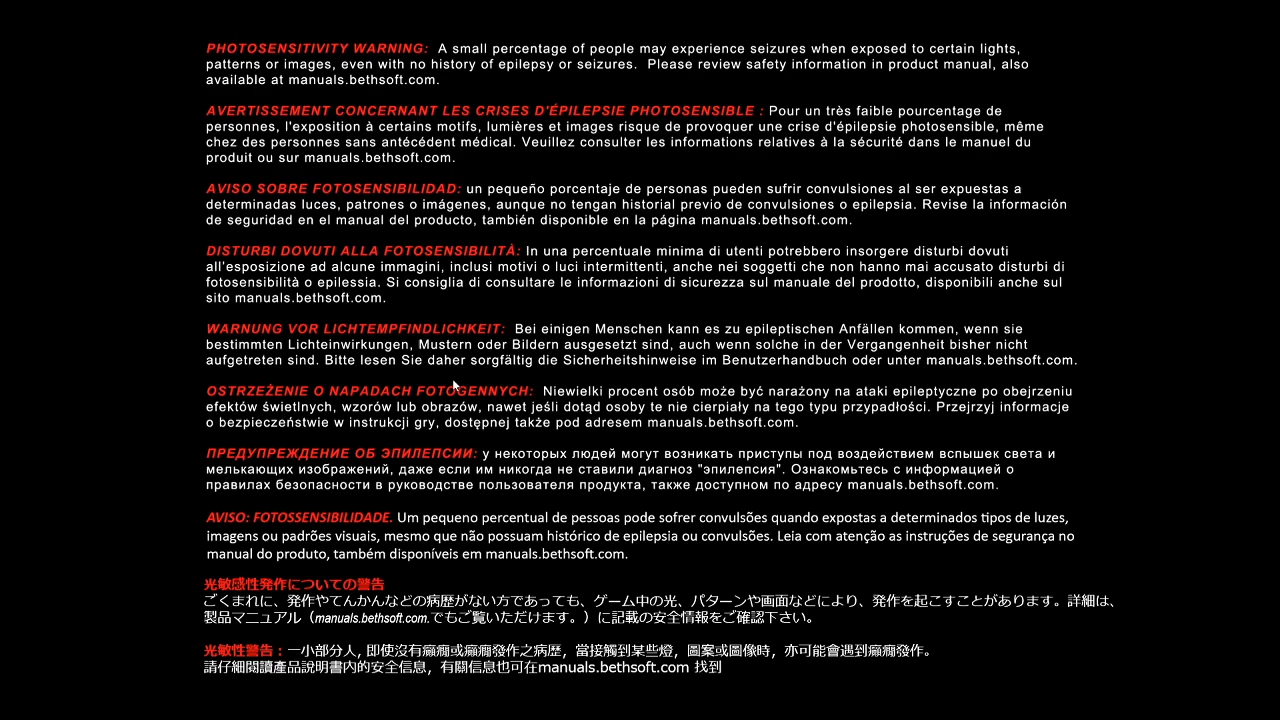 PHOTOSENSITIVITY WARNING: A small percentage of people may experience seizures when exposed to certain lights,
patterns or images, even with no history of epilepsy or seizures. Please review safety information in product manual, also
available at manuals.bethsoft.com.
AVERTISSEMENT CONCERNANT LES CRISES D'ÉPILEPSIE PHOTOSENSIBLE : Pour un très faible pourcentage de
personnes, l'exposition à certains motifs, lumières et images risque de provoquer une crise d'épilepsie photosensible, même
chez des personnes sans antécédent médical. Veuillez consulter les informations relatives à la sécurité dans le manuel du
produit ou sur manuals.bethsoft.com.
AVISO SOBRE FOTOSENSIBILIDAD: un pequeño porcentaje de personas pueden sufrir convulsiones al ser expuestas a
determinadas luces, patrones o imágenes, aunque no tengan historial previo de convulsiones o epilepsia. Revise la información
de seguridad en el manual del producto, también disponible en la página manuals.bethsoft.com.
DISTURBI DOVUTI ALLA FOTOSENSIBILITÀ: In una percentuale minima di utenti potrebbero insorgere disturbi dovuti
all'esposizione ad alcune immagini, inclusi motivi o luci intermittenti, anche nei soggetti che non hanno mai accusato disturbi di
fotosensibilità o epilessia. Si consiglia di consultare le informazioni di sicurezza sul manuale del prodotto, disponibili anche sul
sito manuals.bethsoft.com.
WARNUNG VOR LICHTEMPFINDLICHKEIT: Bei einigen Menschen kann es zu epileptischen Anfällen kommen, wenn sie
bestimmten Lichteinwirkungen, Mustern oder Bildern ausgesetzt sind, auch wenn solche in der Vergangenheit bisher nicht
aufgetreten sind. Bitte lesen Sie daher sorgfältig die Sicherheitshinweise im Benutzerhandbuch oder unter manuals.bethsoft.com.
OSTRZEŻENIE O NAPADACH FOTOGENNYCH: Niewielki procent osób może być narażony na ataki epileptyczne po obejrzeniu
efektów świetlnych, wzorów lub obrazów, nawet jeśli dotąd osoby te nie cierpiały na tego typu przypadłości. Przejrzyj informacje
o bezpieczeństwie w instrukcji gry, dostępnej także pod adresem manuals.bethsoft.com.
ПРЕДУПРЕЖДЕНИЕ ОБ ЭПИЛЕПСИИ: у некоторых людей могут возникать приступы под воздействием вспышек света и
мелькающих изображений, даже если им никогда не ставили диагноз "эпилепсия". Ознакомьтесь с информацией о
правилах безопасности в руководстве пользователя продукта, также доступном по адресу manuals.bethsoft.com.
AVISO: FOTOSSENSIBILIDADE. Um pequeno percentual de pessoas pode sofrer convulsões quando expostas a determinados tipos de luzes,
imagens ou padrões visuais, mesmo que não possuam histórico de epilepsia ou convulsões. Leia com atenção as instruções de segurança no
manual do produto, também disponíveis em manuals.bethsoft.com.
光敏感性発作についての警告
ごくまれに、発作やてんかんなどの病歴がない方であっても、ゲーム中の光、パターンや画面などにより、発作を起こすことがあります。詳細は、
製品マニュアル（manuals.bethsoft.com.でもご覧いただけます。）に記載の安全情報をご確認下さい。
光敏性警告：一小部分人, 即使沒有癲癇或癲癇發作之病歷，當接觸到某些燈，圖案或圖像時，亦可能會遇到癲癇發作。
請仔細閱讀產品說明書内的安全信息，有關信息也可在manuals.bethsoft.com 找到